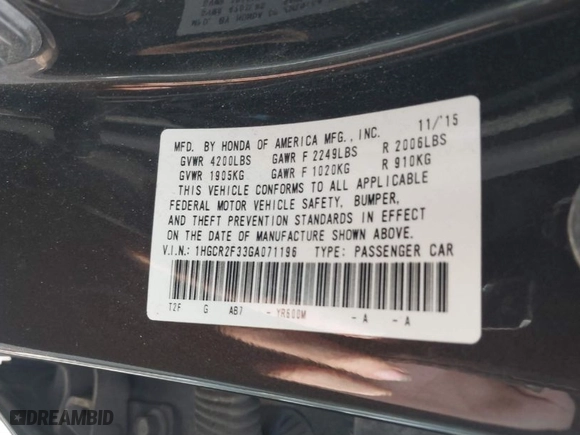 MFD. BY HONDA OF AMERICA MFG., INC. 11/'15
GVWR 4200LBS GAWR F 2249LBS R 2006LBS
GVWR 1905KG GAWR F 1020KG R 910KG
THIS VEHICLE CONFORMS TO ALL APPLICABLE
FEDERAL MOTOR VEHICLE SAFETY, BUMPER,
AND THEFT PREVENTION STANDARDS IN EFFECT
ON THE DATE OF MANUFACTURE SHOWN ABOVE.
V.I.N.: 1HGCR2F33GA071196 TYPE: PASSENGER CAR
T2F G AB7 - YR600M - A - A
DREAMBID